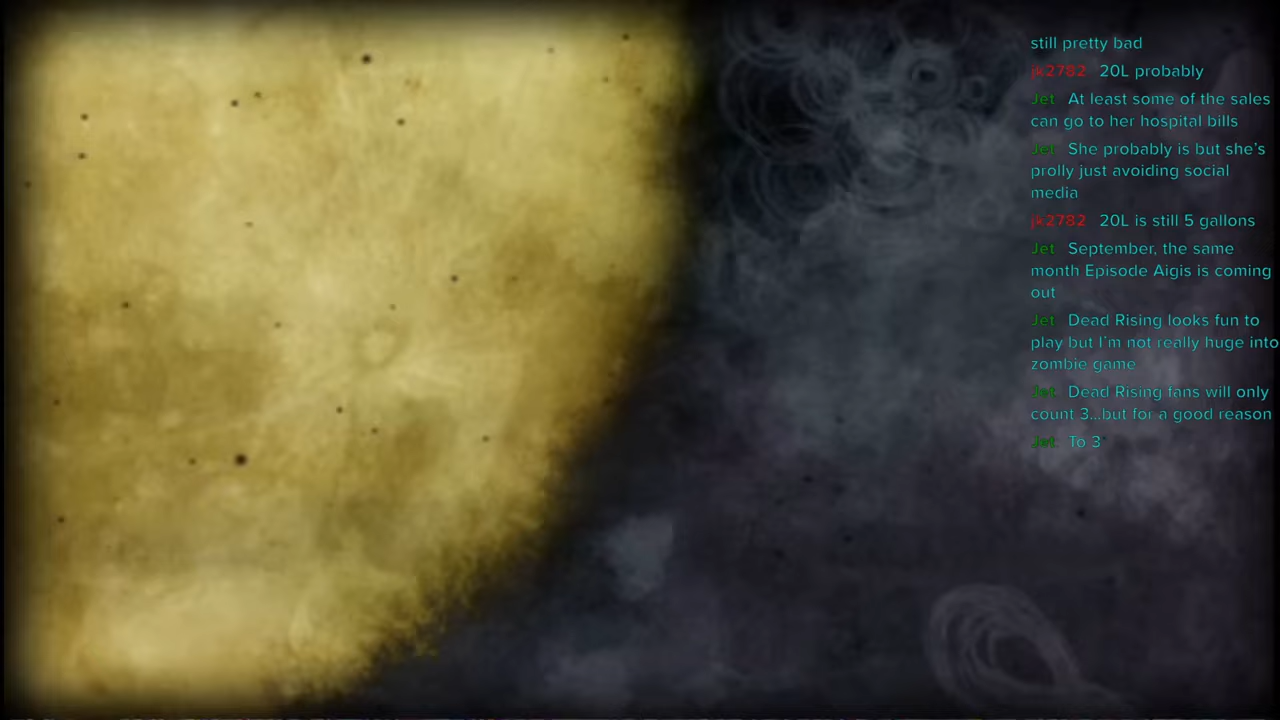 still pretty bad
jk2782 20L probably
Jet At least some of the sales
can go to her hospital bills
Jet She probably is but she's
prolly just avoiding social
media
jk2782 20L is still 5 gallons
Jet September, the same
month Episode Aigis is coming
out
Jet Dead Rising looks fun to
play but I'm not really huge into
zombie game
Jet Dead Rising fans will only
count 3...but for a good reason
Jet To 3*